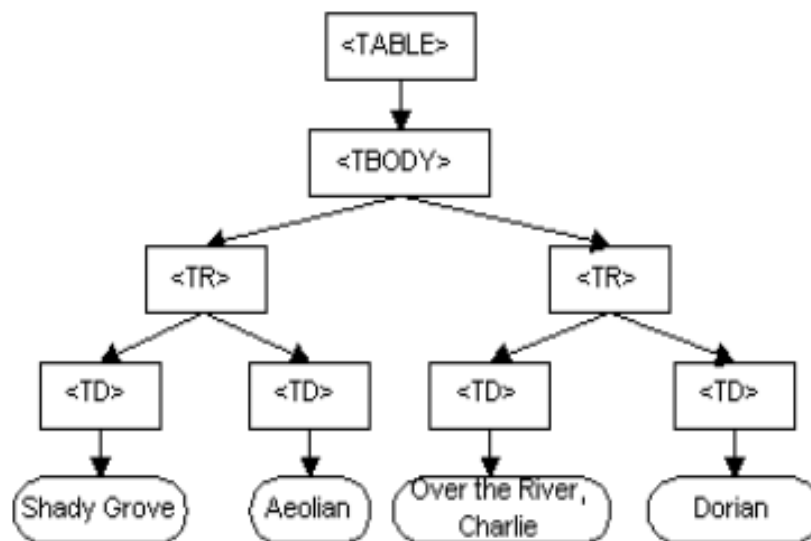 <TABLE>
<TBODY>
<TR>
<TR>
<TD>
<TD>
<TD>
<TD>
Shady Grove
Aeolian
Over the River,
Charlie
Dorian